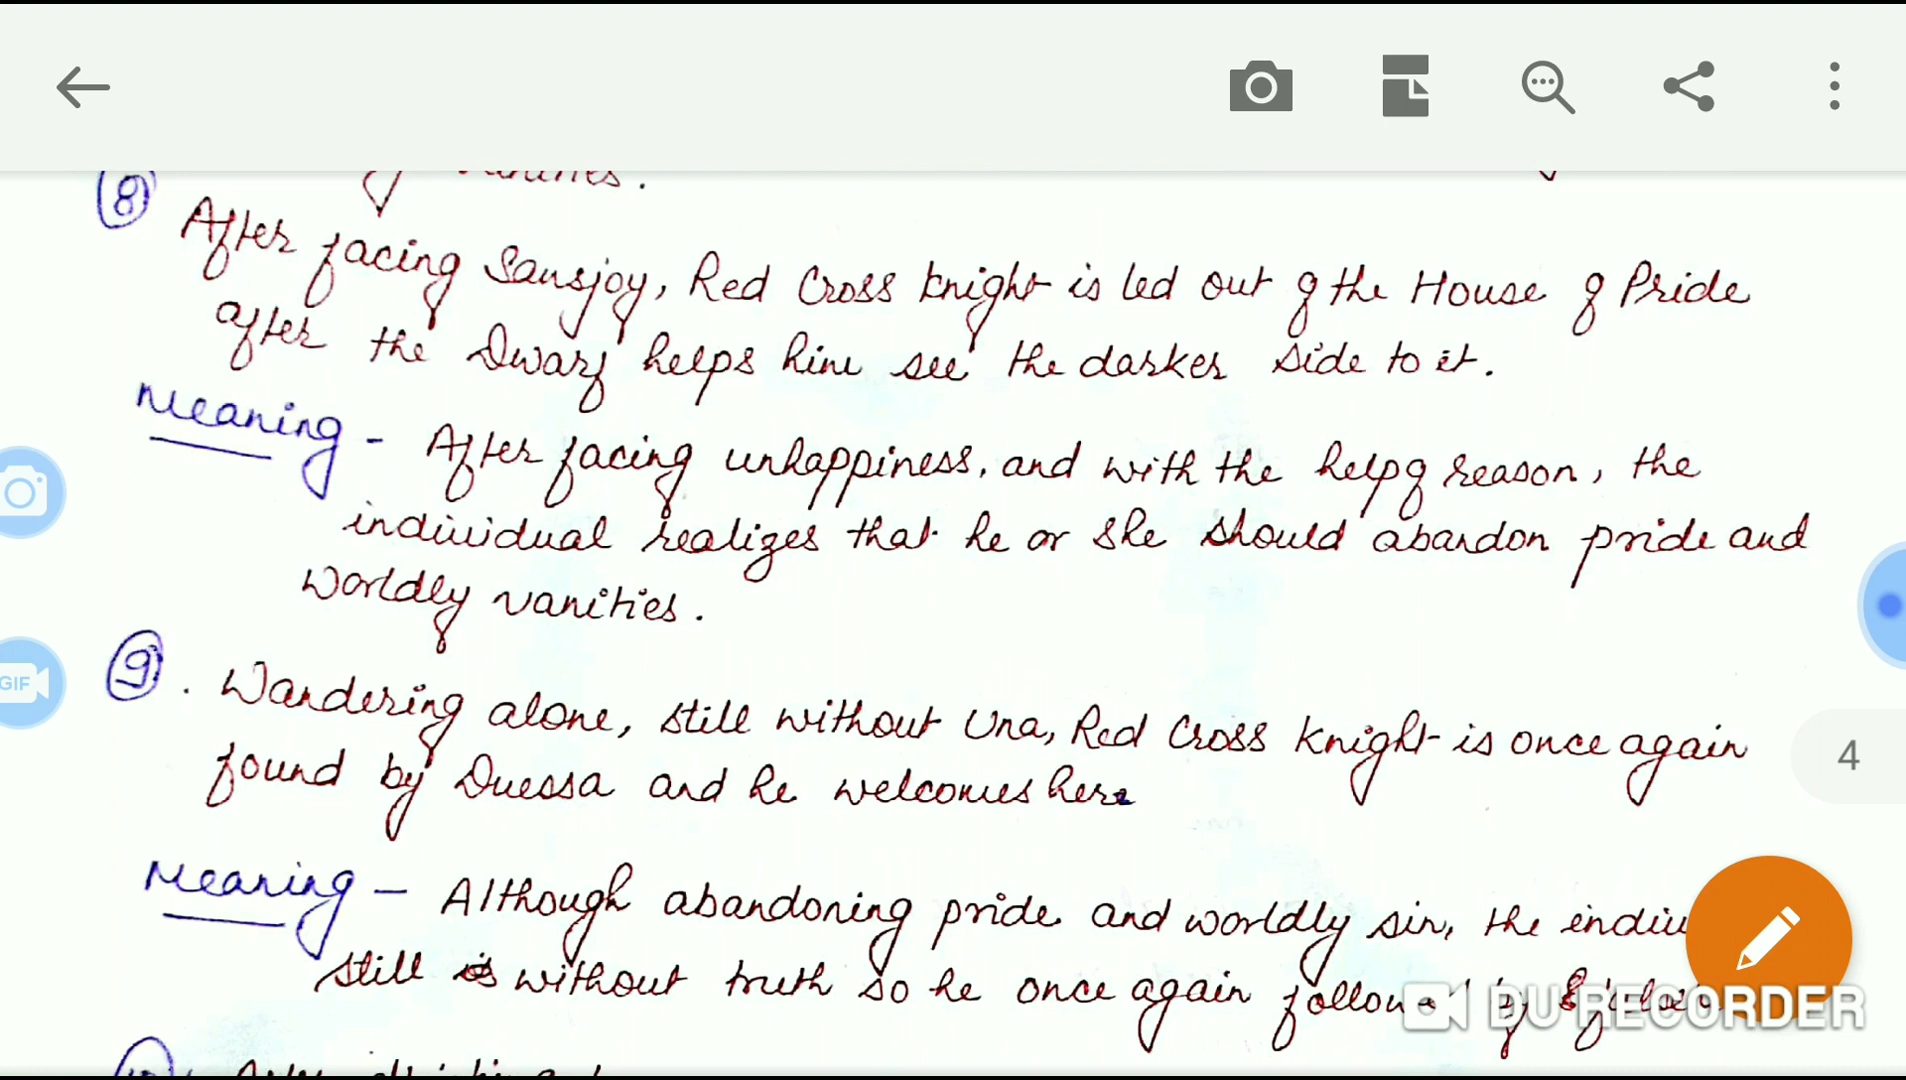 vanities.
8
After facing Sansjoy, Red Cross knight is led out of the House of Pride
after the Dwarf helps him see the darker side to it.
Meaning - After facing unhappiness, and with the help of reason, the
individual realizes that he or she should abandon pride and
worldly vanities.
9. Wandering alone, still without Una, Red Cross Knight is once again
found by Duessa and he welcomes her.
GIF
4
Meaning - Although abandoning pride and worldly sin, the
still is without truth so he once again
DU RECORDER